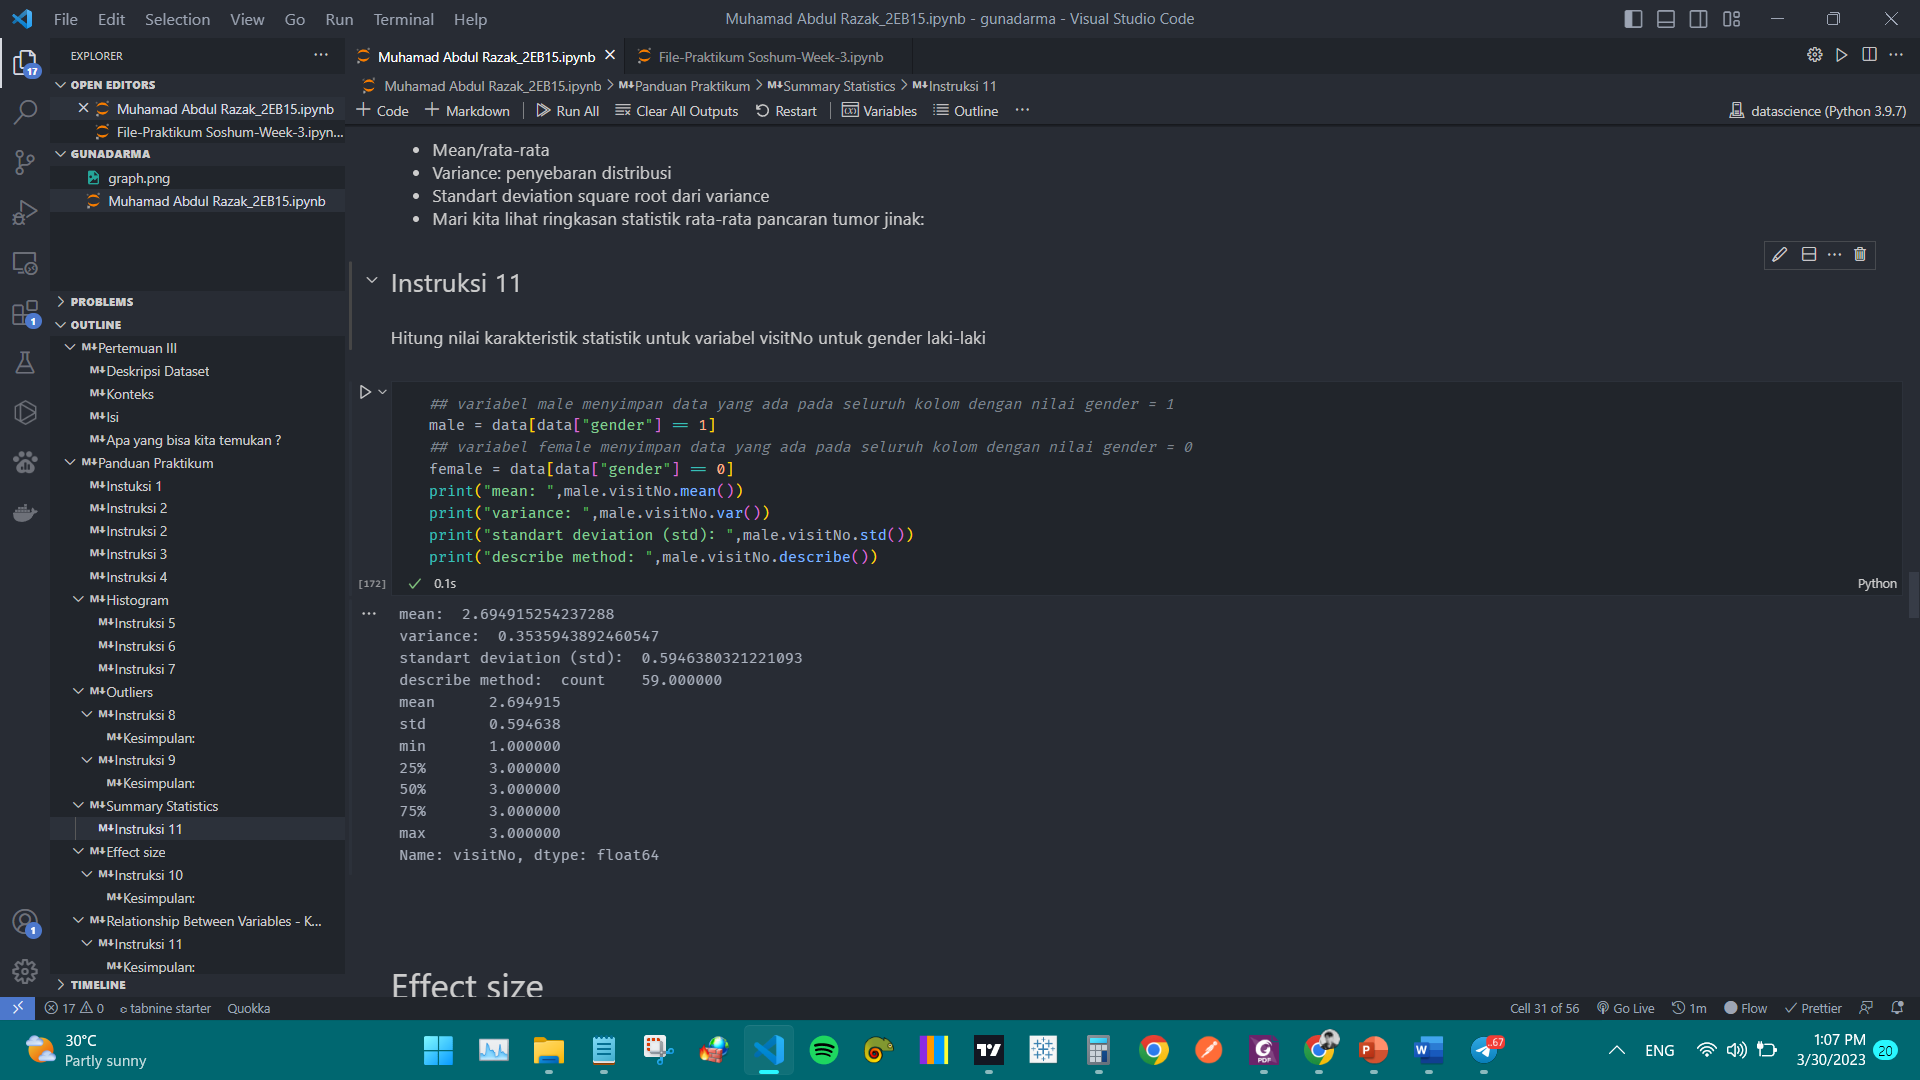 File Edit Selection View Go Run Terminal Help
Muhamad Abdul Razak_2EB15.ipynb - gunadarma - Visual Studio Code
EXPLORER
OPEN EDITORS
Muhamad Abdul Razak_2EB15.ipynb
File-Praktikum Soshum-Week-3.ipyn...
GUNADARMA
graph.png
Muhamad Abdul Razak_2EB15.ipynb
PROBLEMS
OUTLINE
Pertemuan III
Deskripsi Dataset
Konteks
Isi
Apa yang bisa kita temukan ?
Panduan Praktikum
Instuksi 1
Instruksi 2
Instruksi 2
Instruksi 3
Instruksi 4
Histogram
Instruksi 5
Instruksi 6
Instruksi 7
Outliers
Instruksi 8
Kesimpulan:
Instruksi 9
Kesimpulan:
Summary Statistics
Instruksi 11
Effect size
Instruksi 10
Kesimpulan:
Relationship Between Variables - K...
Instruksi 11
Kesimpulan:
TIMELINE
17
1
1
Muhamad Abdul Razak_2EB15.ipynb
File-Praktikum Soshum-Week-3.ipynb
Muhamad Abdul Razak_2EB15.ipynb > M↓Panduan Praktikum > M↓Summary Statistics > M↓Instruksi 11
+ Code + Markdown Run All Clear All Outputs Restart Variables Outline ···
datascience (Python 3.9.7)
• Mean/rata-rata
• Variance: penyebaran distribusi
• Standart deviation square root dari variance
• Mari kita lihat ringkasan statistik rata-rata pancaran tumor jinak:
Instruksi 11
Hitung nilai karakteristik statistik untuk variabel visitNo untuk gender laki-laki
## variabel male menyimpan data yang ada pada seluruh kolom dengan nilai gender = 1
male = data[data["gender"] == 1]
## variabel female menyimpan data yang ada pada seluruh kolom dengan nilai gender = 0
female = data[data["gender"] == 0]
print("mean: ",male.visitNo.mean())
print("variance: ",male.visitNo.var())
print("standart deviation (std): ",male.visitNo.std())
print("describe method: ",male.visitNo.describe())
[172] ✓ 0.1s
Python
mean:  2.694915254237288
variance:  0.3535943892460547
standart deviation (std):  0.5946380321221093
describe method:  count    59.000000
mean      2.694915
std       0.594638
min       1.000000
25%       3.000000
50%       3.000000
75%       3.000000
max       3.000000
Name: visitNo, dtype: float64
Effect size
17 0 tabnine starter Quokka
Cell 31 of 56 Go Live 1m Flow Prettier
30°C
Partly sunny
PDF
.67
ENG
1:07 PM
3/30/2023
20